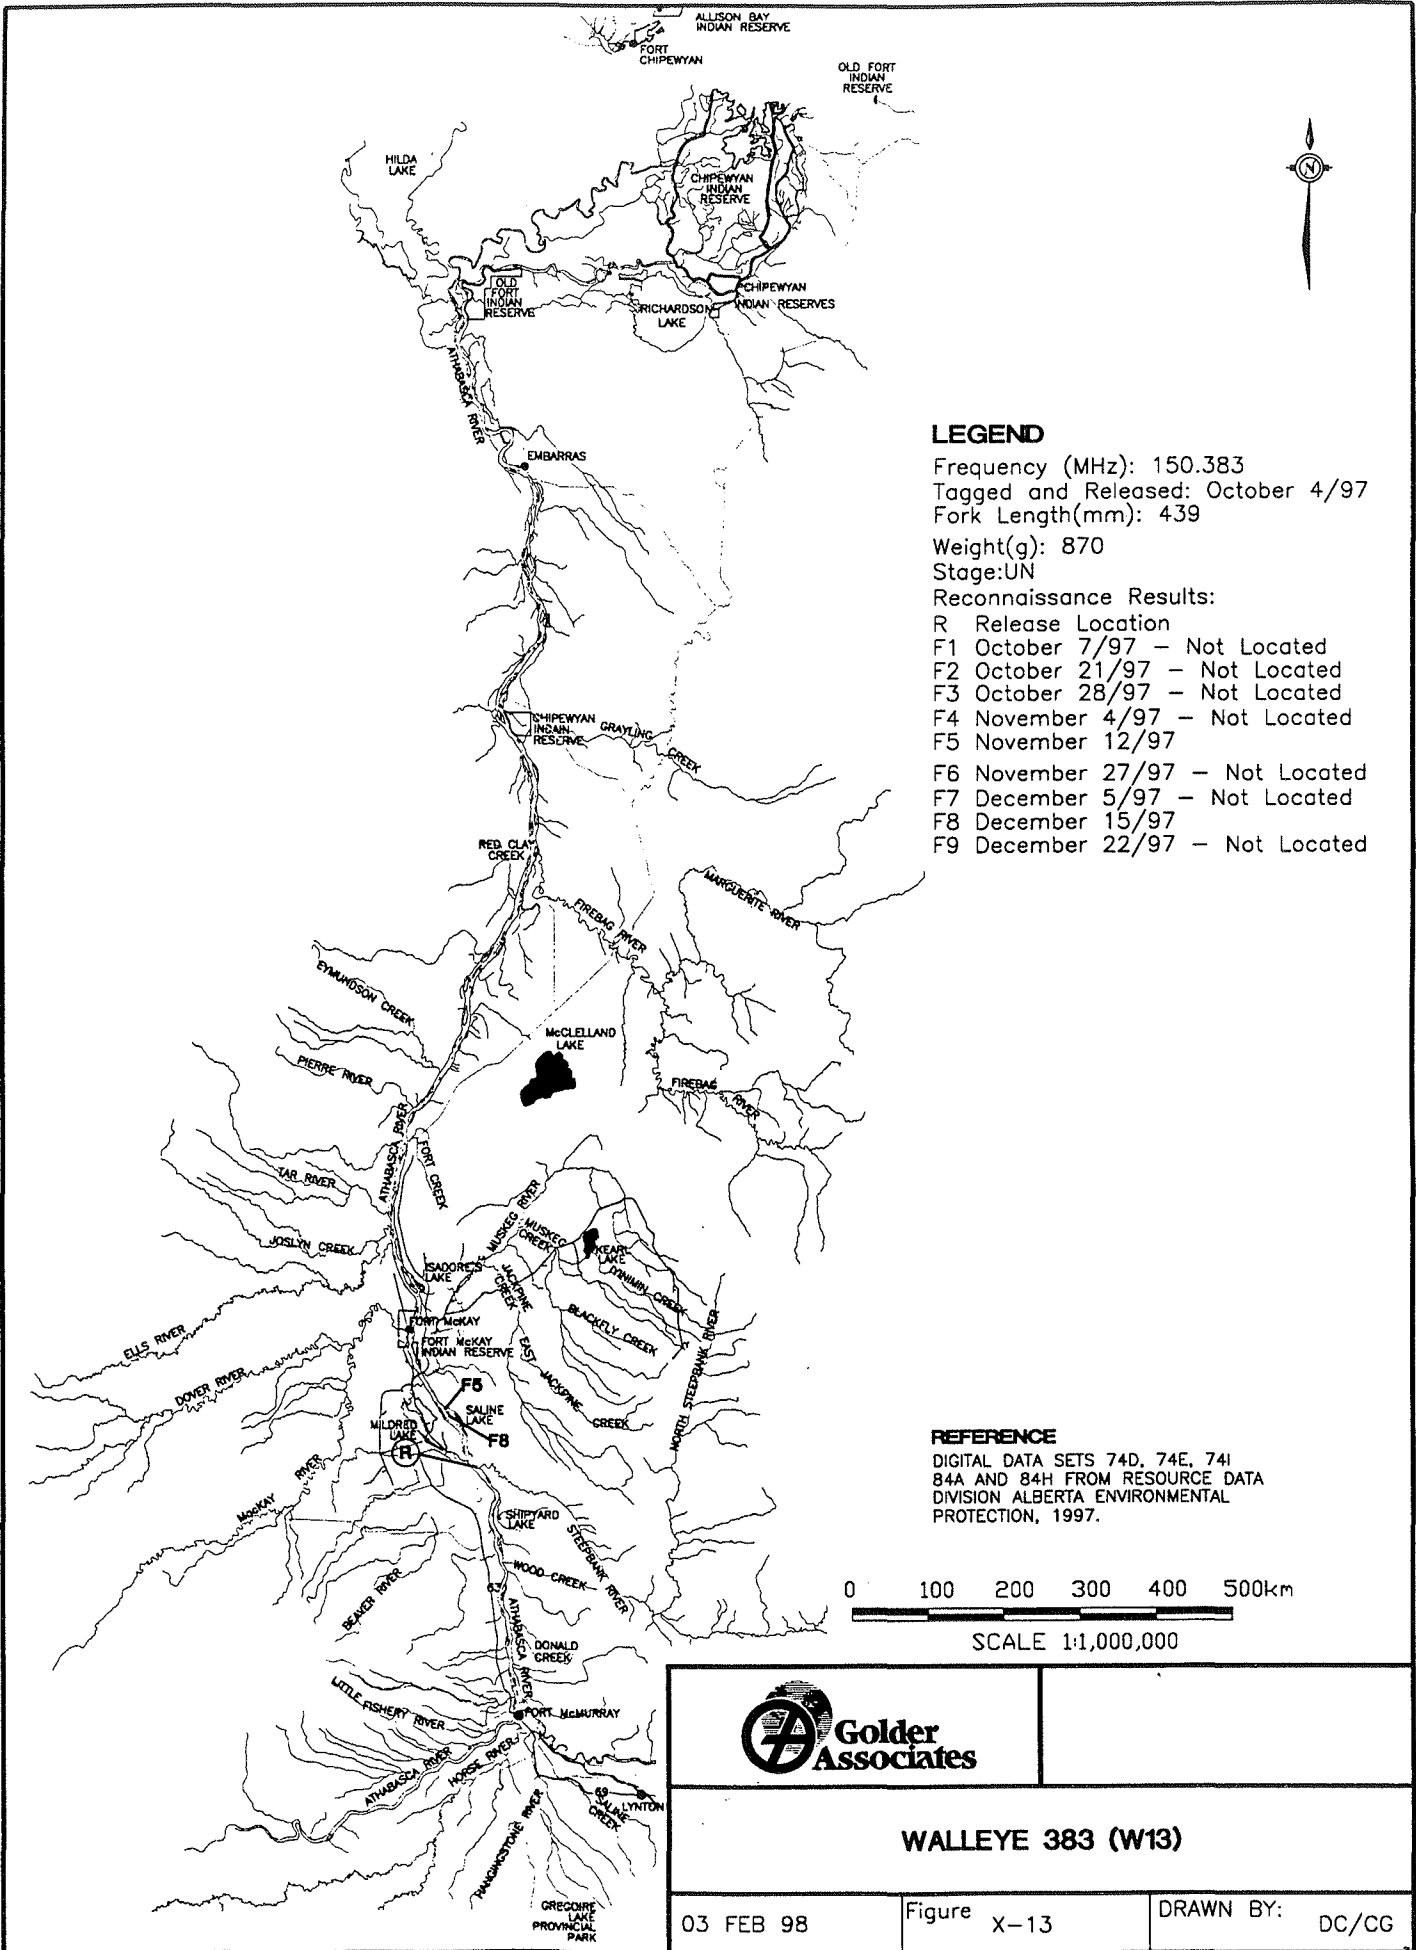 ALLISON BAY
INDIAN RESERVE
FORT
CHIPEWYAN
OLD FORT
INDIAN
RESERVE
HILDA
LAKE
CHIPEWYAN
INDIAN
RESERVE
OLD
FORT
INDIAN
RESERVE
CHIPEWYAN
INDIAN RESERVES
RICHARDSON
LAKE
ATHABASCA RIVER
EMBARRAS
LEGEND
Frequency (MHz): 150.383
Tagged and Released: October 4/97
Fork Length(mm): 439
Weight(g): 870
Stage:UN
Reconnaissance Results:
R Release Location
F1 October 7/97 – Not Located
F2 October 21/97 – Not Located
F3 October 28/97 – Not Located
F4 November 4/97 – Not Located
F5 November 12/97
F6 November 27/97 – Not Located
F7 December 5/97 – Not Located
F8 December 15/97
F9 December 22/97 – Not Located
CHIPEWYAN
INCAIN
RESERVE
GRAYLING
CREEK
RED CLAY
CREEK
MARGUERITE RIVER
FIREBAG RIVER
EYMUNDSON CREEK
McCLELLAND
LAKE
PIERRE RIVER
FIREBAG RIVER
ATHABASCA RIVER
FORT CREEK
TAR RIVER
MUSKEG RIVER
MUSKEG
CREEK
JOSLYN CREEK
KEARL
LAKE
ISADORE'S
LAKE
JACKPINE
CREEK
IYINIMIN CREEK
BLACKFLY CREEK
FORT McKAY
FORT McKAY
INDIAN RESERVE
ELLS RIVER
DOVER RIVER
EAST JACKPINE CREEK
NORTH STEEPBANK RIVER
F5
SALINE
LAKE
MILDRED
LAKE
F8
R
MacKAY RIVER
REFERENCE
DIGITAL DATA SETS 74D, 74E, 74I
84A AND 84H FROM RESOURCE DATA
DIVISION ALBERTA ENVIRONMENTAL
PROTECTION, 1997.
SHIPYARD
LAKE
STEEPBANK RIVER
WOOD CREEK
BEAVER RIVER
63
ATHABASCA RIVER
0 100 200 300 400 500km
SCALE 1:1,000,000
DONALD
CREEK
LITTLE FISHERY RIVER
FORT McMURRAY
ATHABASCA RIVER
HORSE RIVER
HANGINGSTONE RIVER
69
SALINE
CREEK
LYNTON
GREGOIRE
LAKE
PROVINCIAL
PARK
N
Golder
Associates
WALLEYE 383 (W13)
03 FEB 98
Figure X–13
DRAWN BY: DC/CG